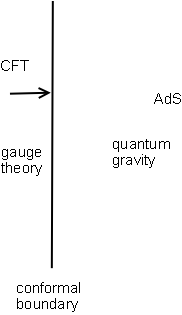 CFT
AdS
gauge
theory
quantum
gravity
conformal
boundary